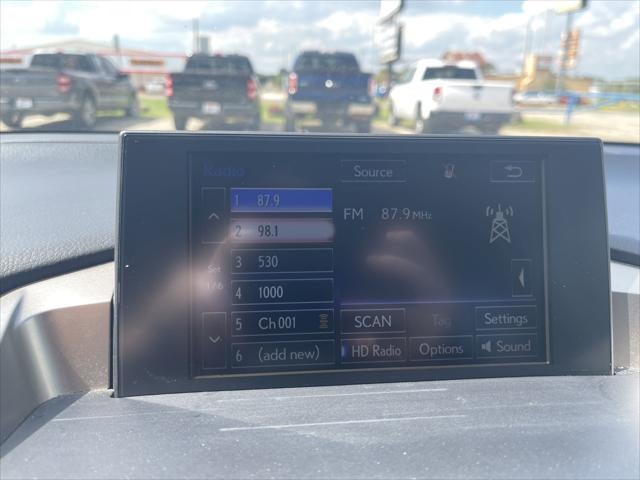 Radio
Source
1 87.9
FM 87.9 MHz
2 98.1
3 530
Set
1/6
4 1000
5 Ch 001
SCAN
Tag
Settings
6 (add new)
HD Radio
Options
Sound